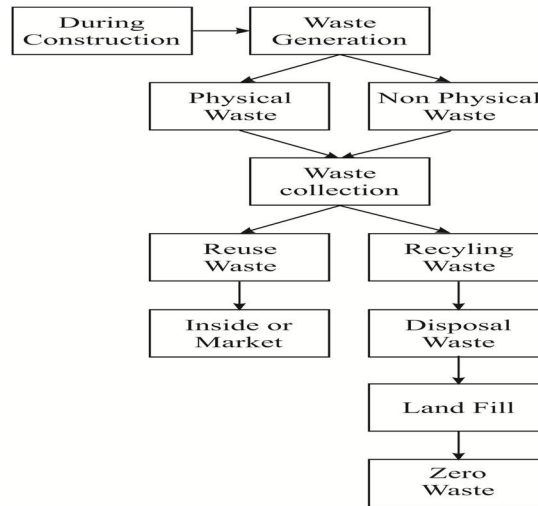 During
Construction
Waste
Generation
Physical
Waste
Non Physical
Waste
Waste
collection
Reuse
Waste
Recyling
Waste
Inside or
Market
Disposal
Waste
Land Fill
Zero
Waste